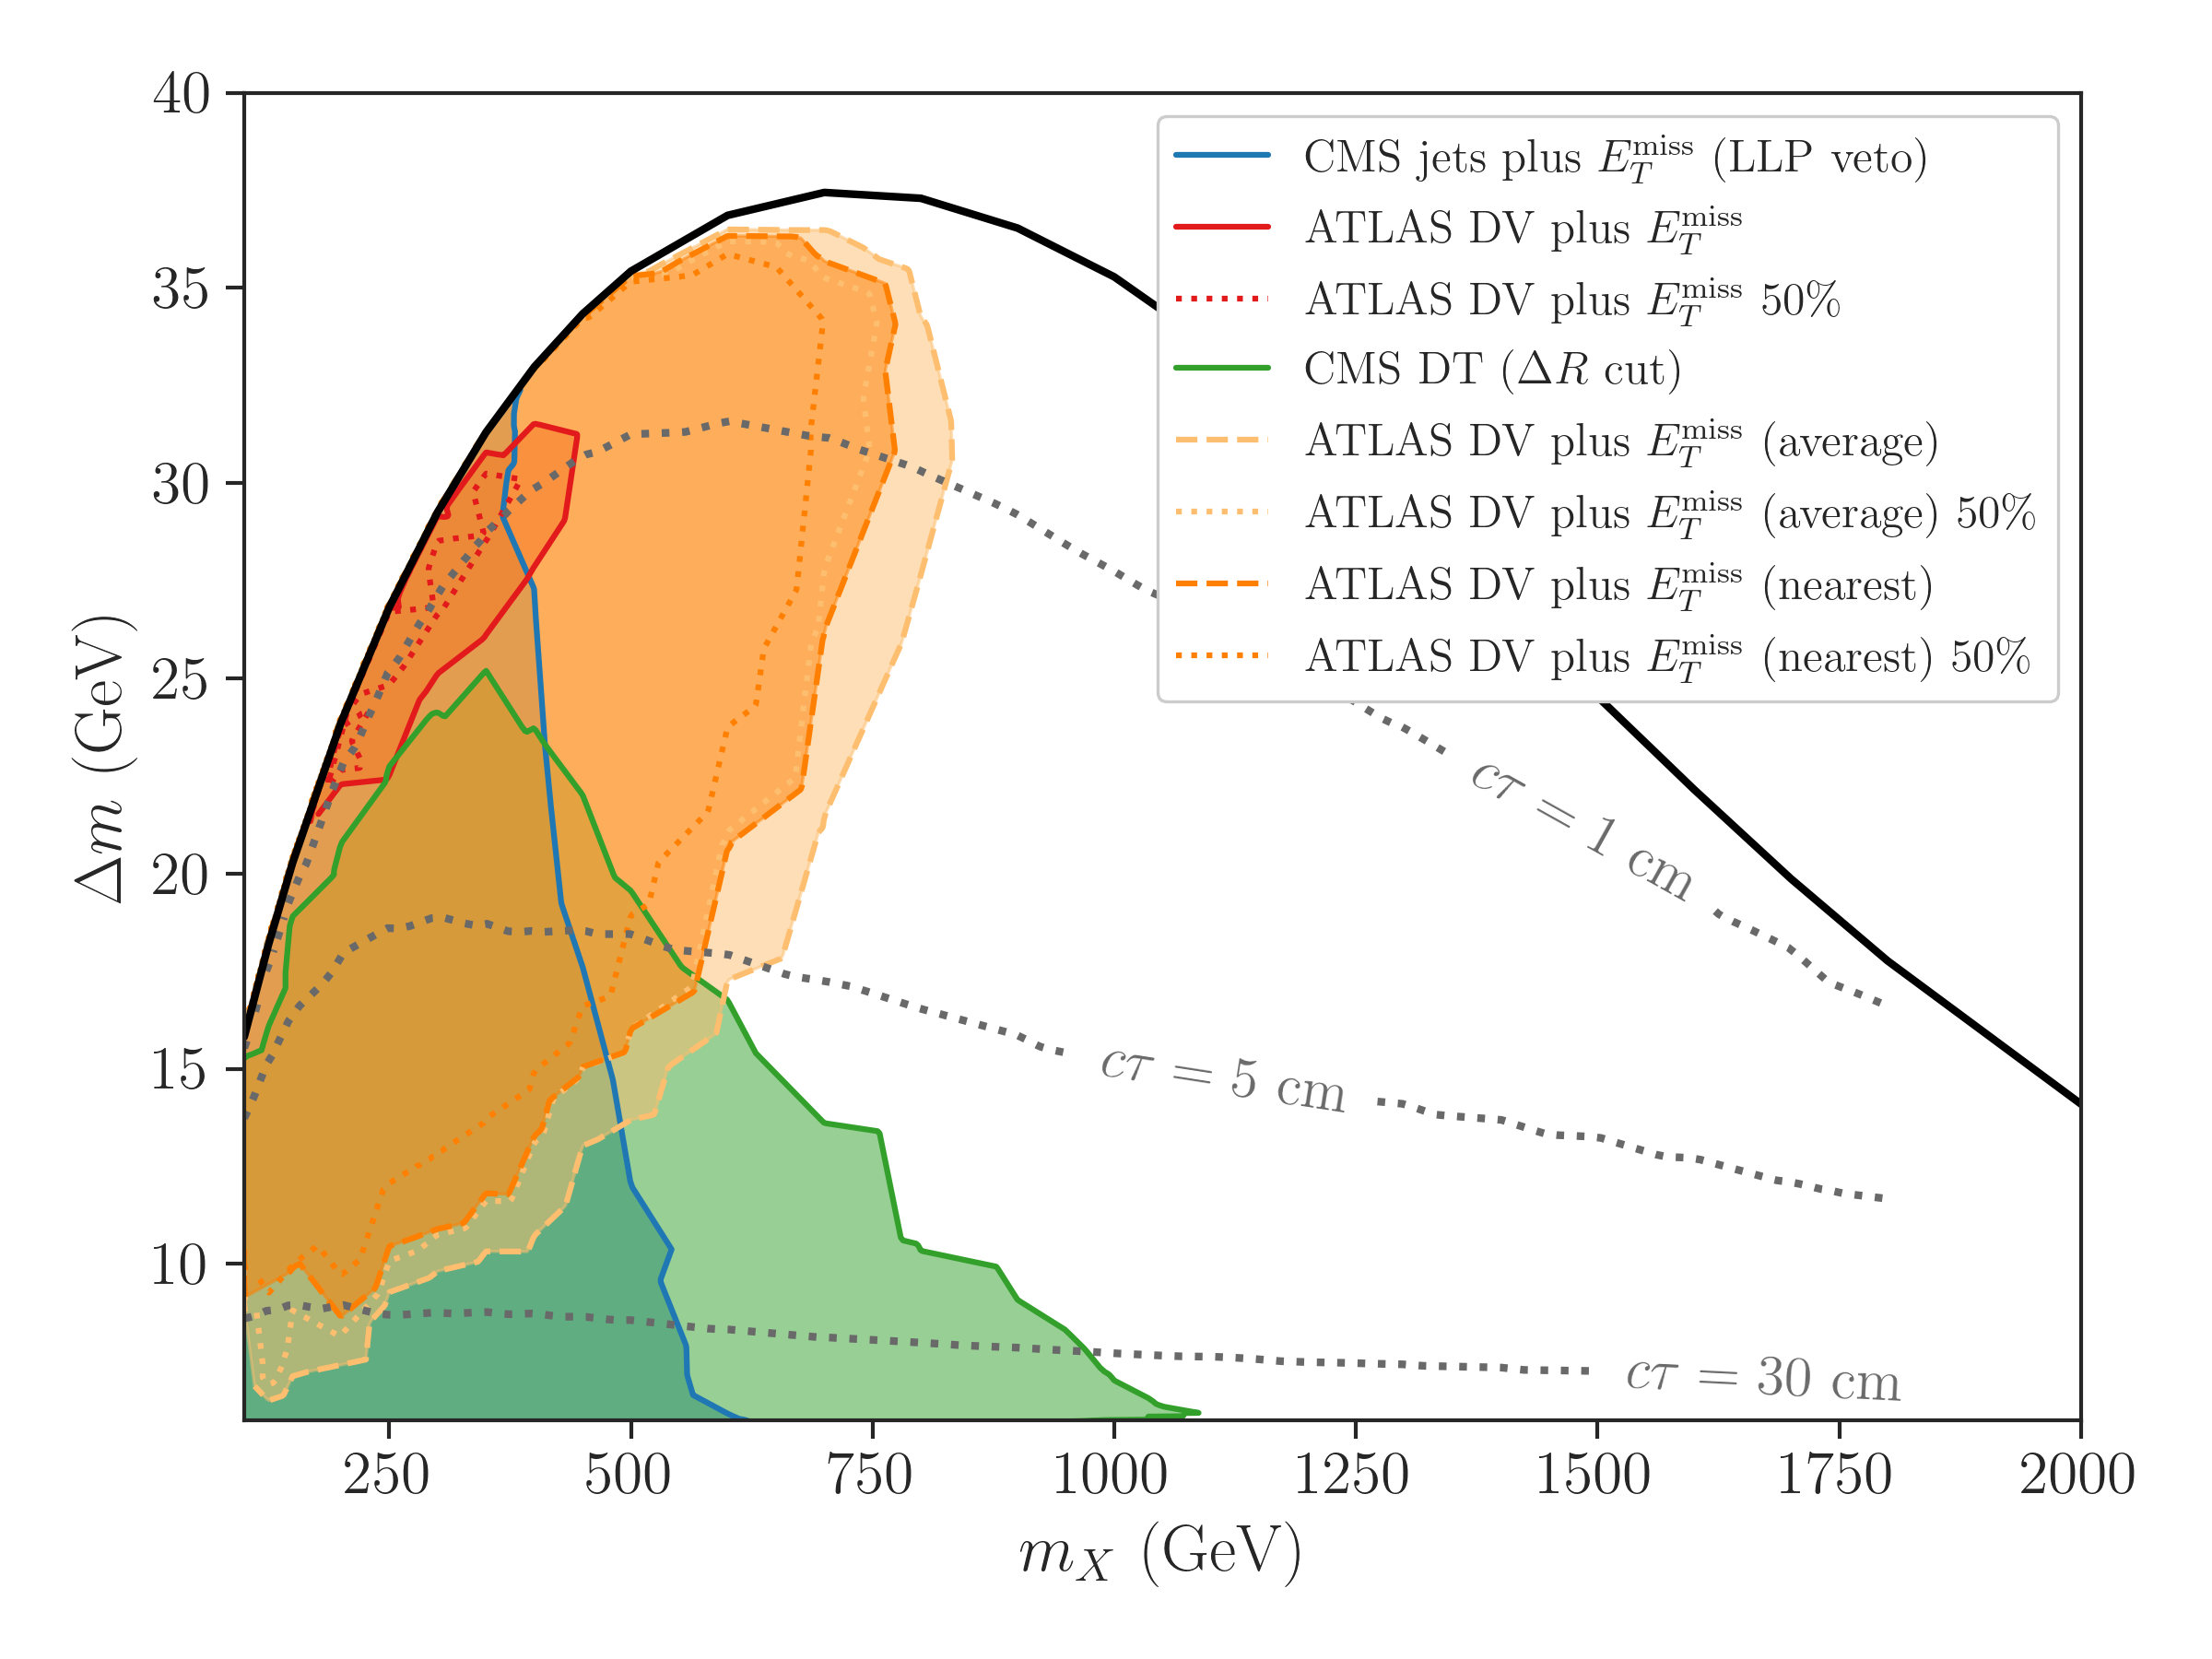 40
35
30
25
20
15
10
Δm (GeV)
CMS jets plus E_T^miss (LLP veto)
ATLAS DV plus E_T^miss
ATLAS DV plus E_T^miss 50%
CMS DT (ΔR cut)
ATLAS DV plus E_T^miss (average)
ATLAS DV plus E_T^miss (average) 50%
ATLAS DV plus E_T^miss (nearest)
ATLAS DV plus E_T^miss (nearest) 50%
cτ = 1 cm
cτ = 5 cm
cτ = 30 cm
250 500 750 1000 1250 1500 1750 2000
m_X (GeV)